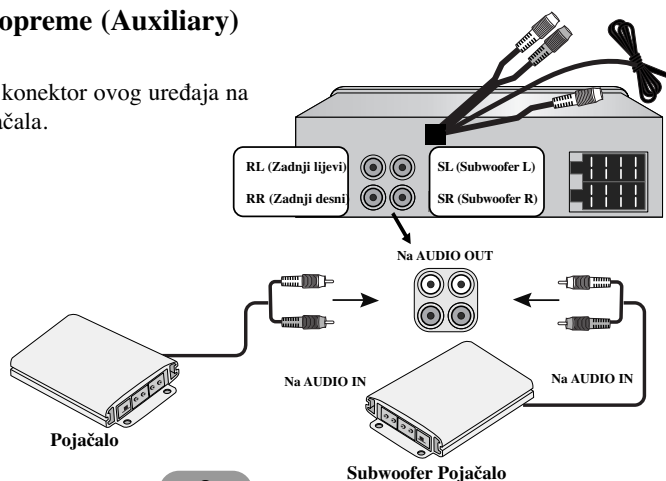 opreme (Auxiliary)
konektor ovog uređaja na
RL (Zadnji lijevi)
SL (Subwoofer L)
RR (Zadnji desni)
SR (Subwoofer R)
Na AUDIO OUT
Na AUDIO IN
Na AUDIO IN
Pojačalo
Subwoofer Pojačalo